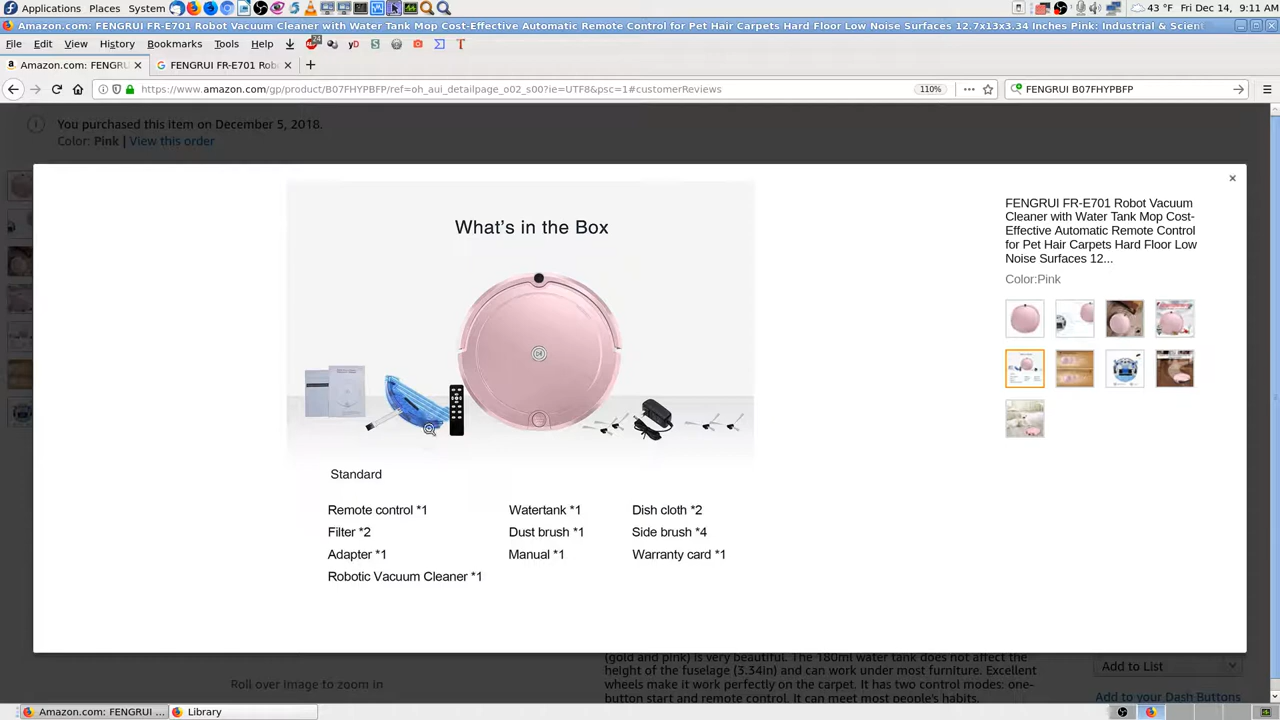 Applications Places System 43 °F Fri Dec 14, 9:11 AM
Amazon.com: FENGRUI FR-E701 Robot Vacuum Cleaner with Water Tank Mop Cost-Effective Automatic Remote Control for Pet Hair Carpets Hard Floor Low Noise Surfaces 12.7x13x3.34 Inches Pink: Industrial & Scient
File Edit View History Bookmarks Tools Help
Amazon.com: FENGRUI FR- FENGRUI FR-E701 Rob
https://www.amazon.com/gp/product/B07FHYPBFP/ref=oh_aui_detailpage_o02_s00?ie=UTF8&psc=1#customerReviews 110% FENGRUI B07FHYPBFP
You purchased this item on December 5, 2018.
Color: Pink | View this order
What's in the Box
Standard
Remote control *1 Watertank *1 Dish cloth *2
Filter *2 Dust brush *1 Side brush *4
Adapter *1 Manual *1 Warranty card *1
Robotic Vacuum Cleaner *1
FENGRUI FR-E701 Robot Vacuum
Cleaner with Water Tank Mop Cost-
Effective Automatic Remote Control
for Pet Hair Carpets Hard Floor Low
Noise Surfaces 12...
Color:Pink
(gold and pink) is very beautiful. The 180ml water tank does not affect the
height of the fuselage (3.34in) and can work under most furniture. Excellent
wheels make it work perfectly on the carpet. It has two control modes: one-
button start and remote control. It can meet most people's habits.
Roll over image to zoom in
Add to List
Add to your Dash Buttons
Amazon.com: FENGRUI ... Library